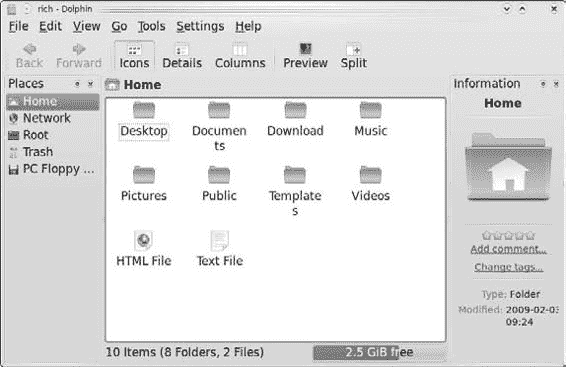 rich - Dolphin
File Edit View Go Tools Settings Help
Back Forward Icons Details Columns Preview Split
Places
Home
Network
Root
Trash
PC Floppy ...
Home
Desktop
Documen
ts
Download
Music
Pictures
Public
Template
s
Videos
HTML File
Text File
10 Items (8 Folders, 2 Files)
2.5 GiB free
Information
Home
Add comment...
Change tags...
Type: Folder
Modified: 2009-02-03
09:24